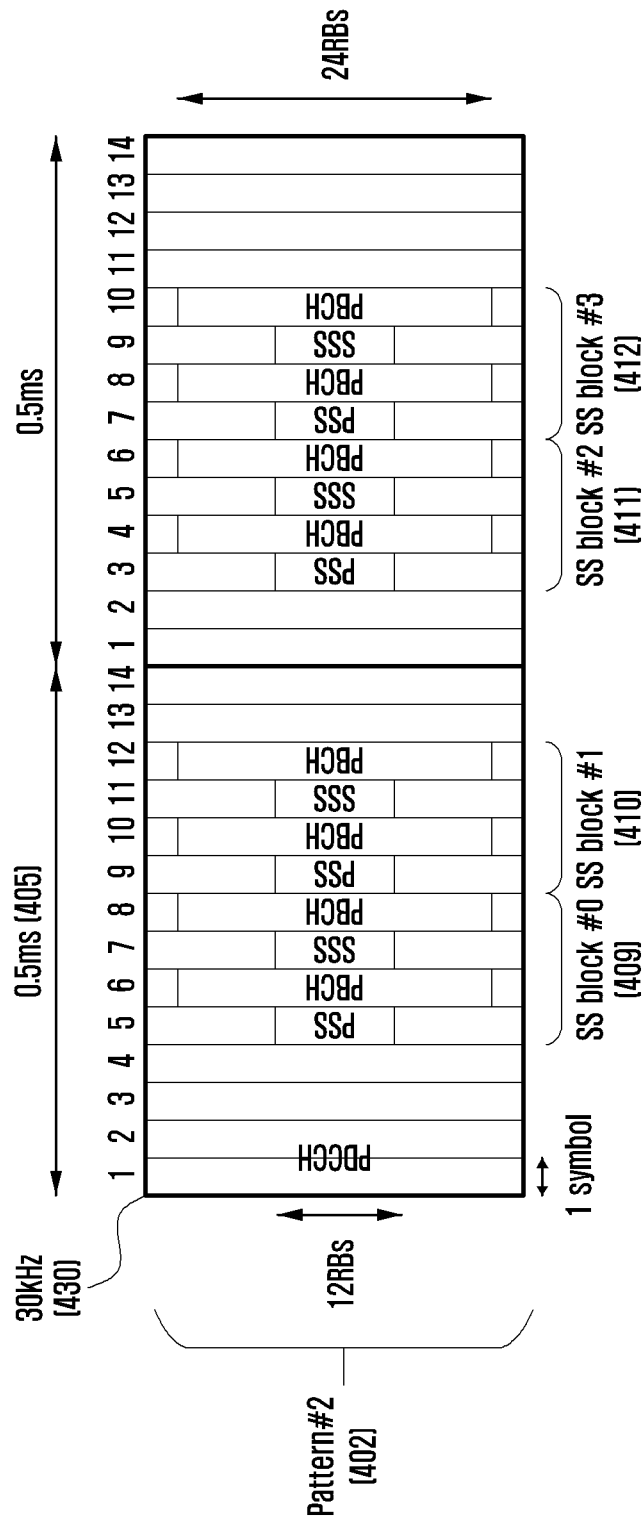 0.5ms (405)
0.5ms
30kHz
(430)
1 2 3 4 5 6 7 8 9 10 11 12 13 14 1 2 3 4 5 6 7 8 9 10 11 12 13 14
Pattern#2
(402)
12RBs
PDCCH
PSS
PBCH
SSS
PBCH
PSS
PBCH
SSS
PBCH
PSS
PBCH
SSS
PBCH
PSS
PBCH
SSS
PBCH
24RBs
1 symbol
SS block #0 SS block #1
(409) (410)
SS block #2 SS block #3
(411) (412)